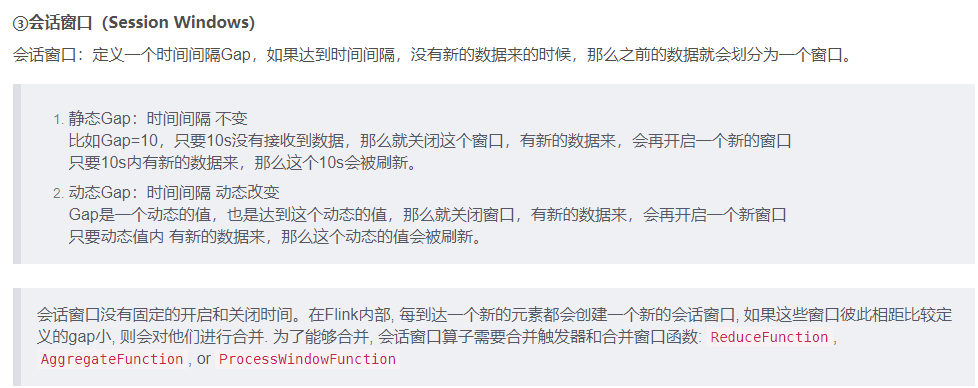 ③会话窗口（Session Windows）
会话窗口：定义一个时间间隔Gap，如果达到时间间隔，没有新的数据来的时候，那么之前的数据就会划分为一个窗口。
1. 静态Gap：时间间隔 不变
比如Gap=10，只要10s没有接收到数据，那么就关闭这个窗口，有新的数据来，会再开启一个新的窗口
只要10s内有新的数据来，那么这个10s会被刷新。
2. 动态Gap：时间间隔 动态改变
Gap是一个动态的值，也是达到这个动态的值，那么就关闭窗口，有新的数据来，会再开启一个新窗口
只要动态值内 有新的数据来，那么这个动态的值会被刷新。
会话窗口没有固定的开启和关闭时间。在Flink内部, 每到达一个新的元素都会创建一个新的会话窗口, 如果这些窗口彼此相距比较定
义的gap小, 则会对他们进行合并. 为了能够合并, 会话窗口算子需要合并触发器和合并窗口函数: ReduceFunction ,
AggregateFunction , or ProcessWindowFunction